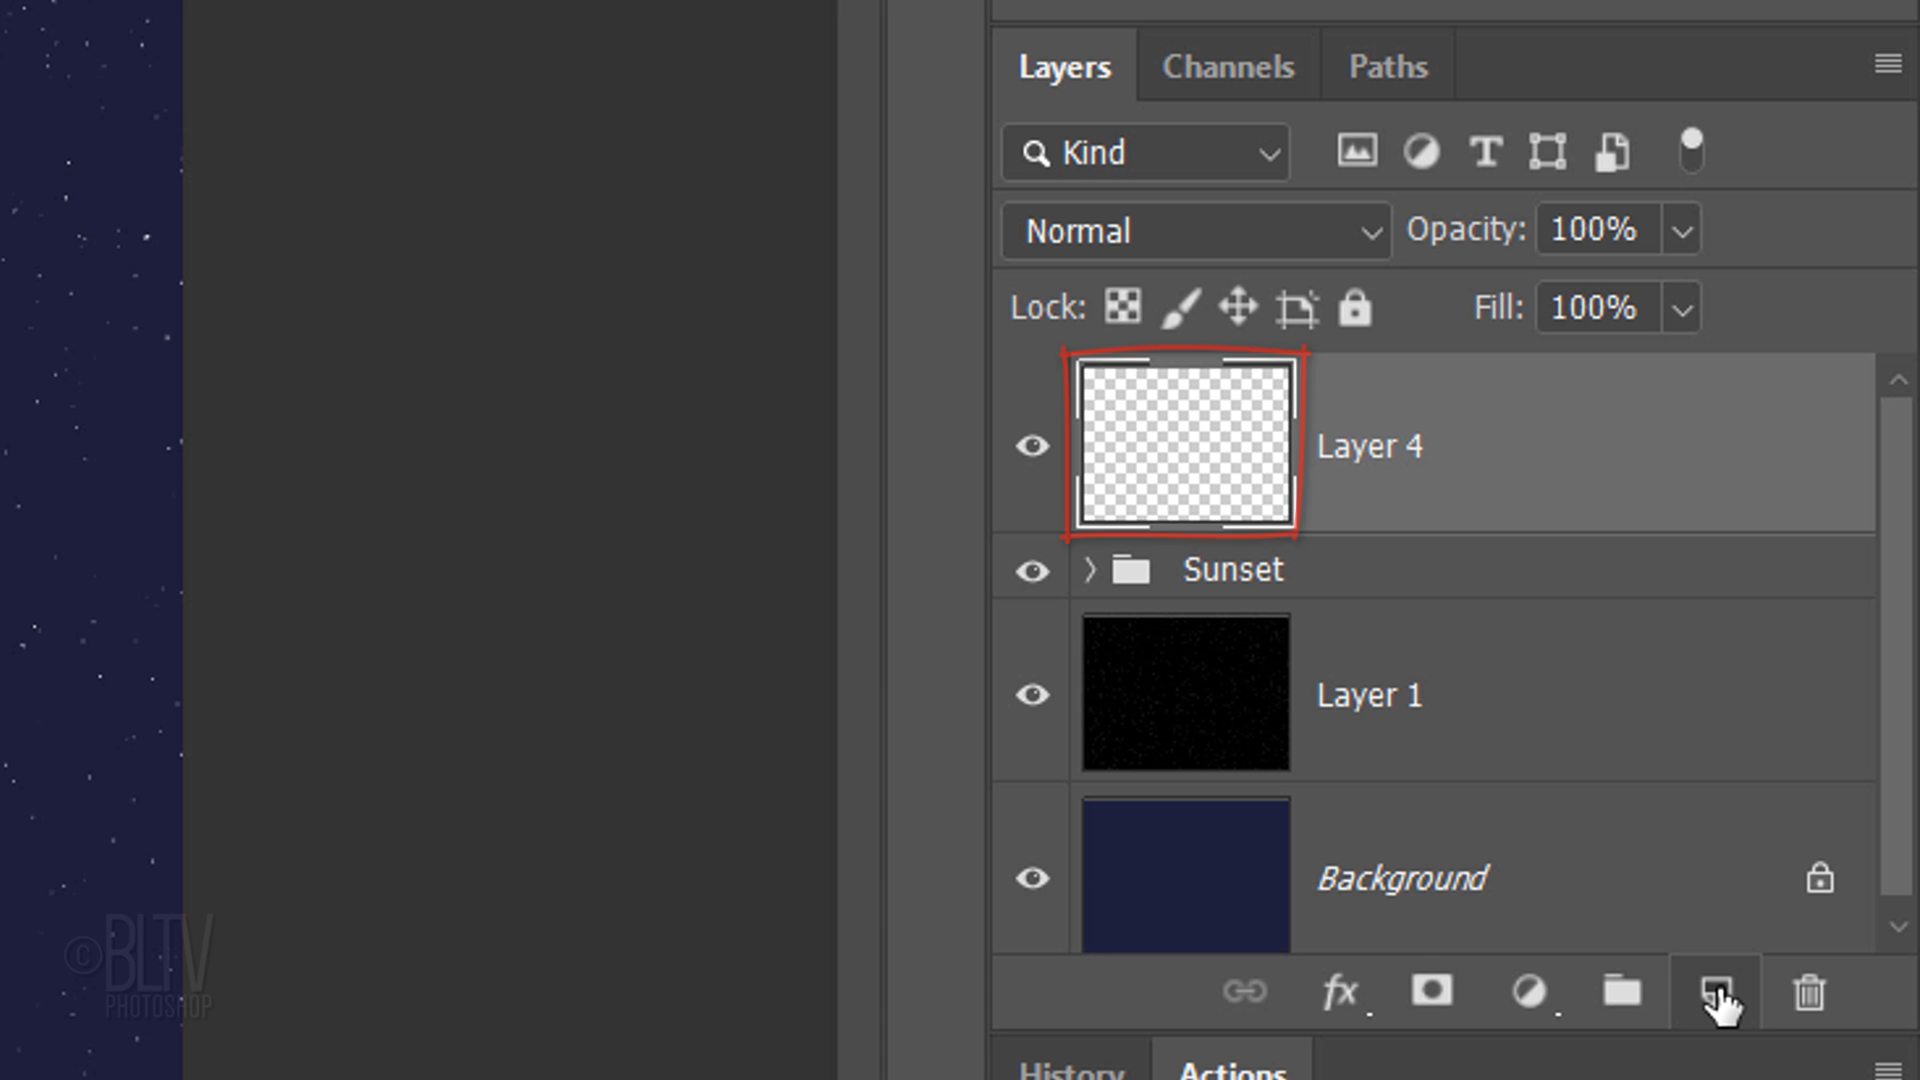 Layers Channels Paths
Kind
Normal Opacity: 100%
Lock: Fill: 100%
Layer 4
Sunset
Layer 1
Background
fx
© BLTV
PHOTOSHOP
History Actions